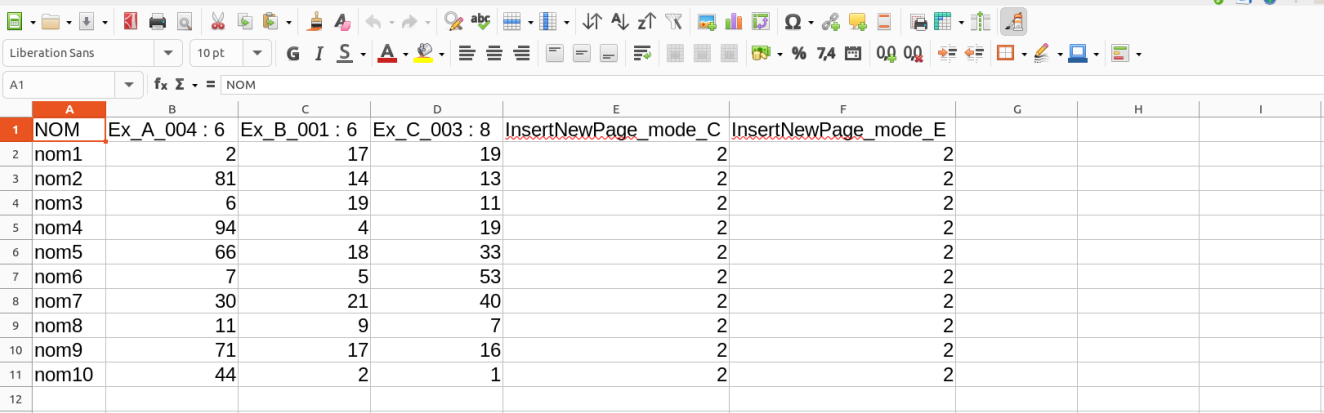 Liberation Sans 10 pt G I S A % 7,4 0,0 0,0
A1 fx Σ = NOM
A B C D E F G H I
1 NOM Ex_A_004 : 6 Ex_B_001 : 6 Ex_C_003 : 8 InsertNewPage_mode_C InsertNewPage_mode_E
2 nom1 2 17 19 2 2
3 nom2 81 14 13 2 2
4 nom3 6 19 11 2 2
5 nom4 94 4 19 2 2
6 nom5 66 18 33 2 2
7 nom6 7 5 53 2 2
8 nom7 30 21 40 2 2
9 nom8 11 9 7 2 2
10 nom9 71 17 16 2 2
11 nom10 44 2 1 2 2
12